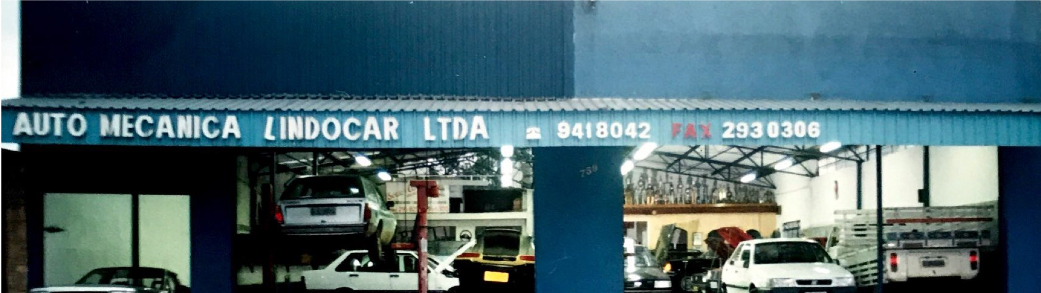 AUTO MECANICA LINDOCAR LTDA ☎ 9418042 FAX 2930306